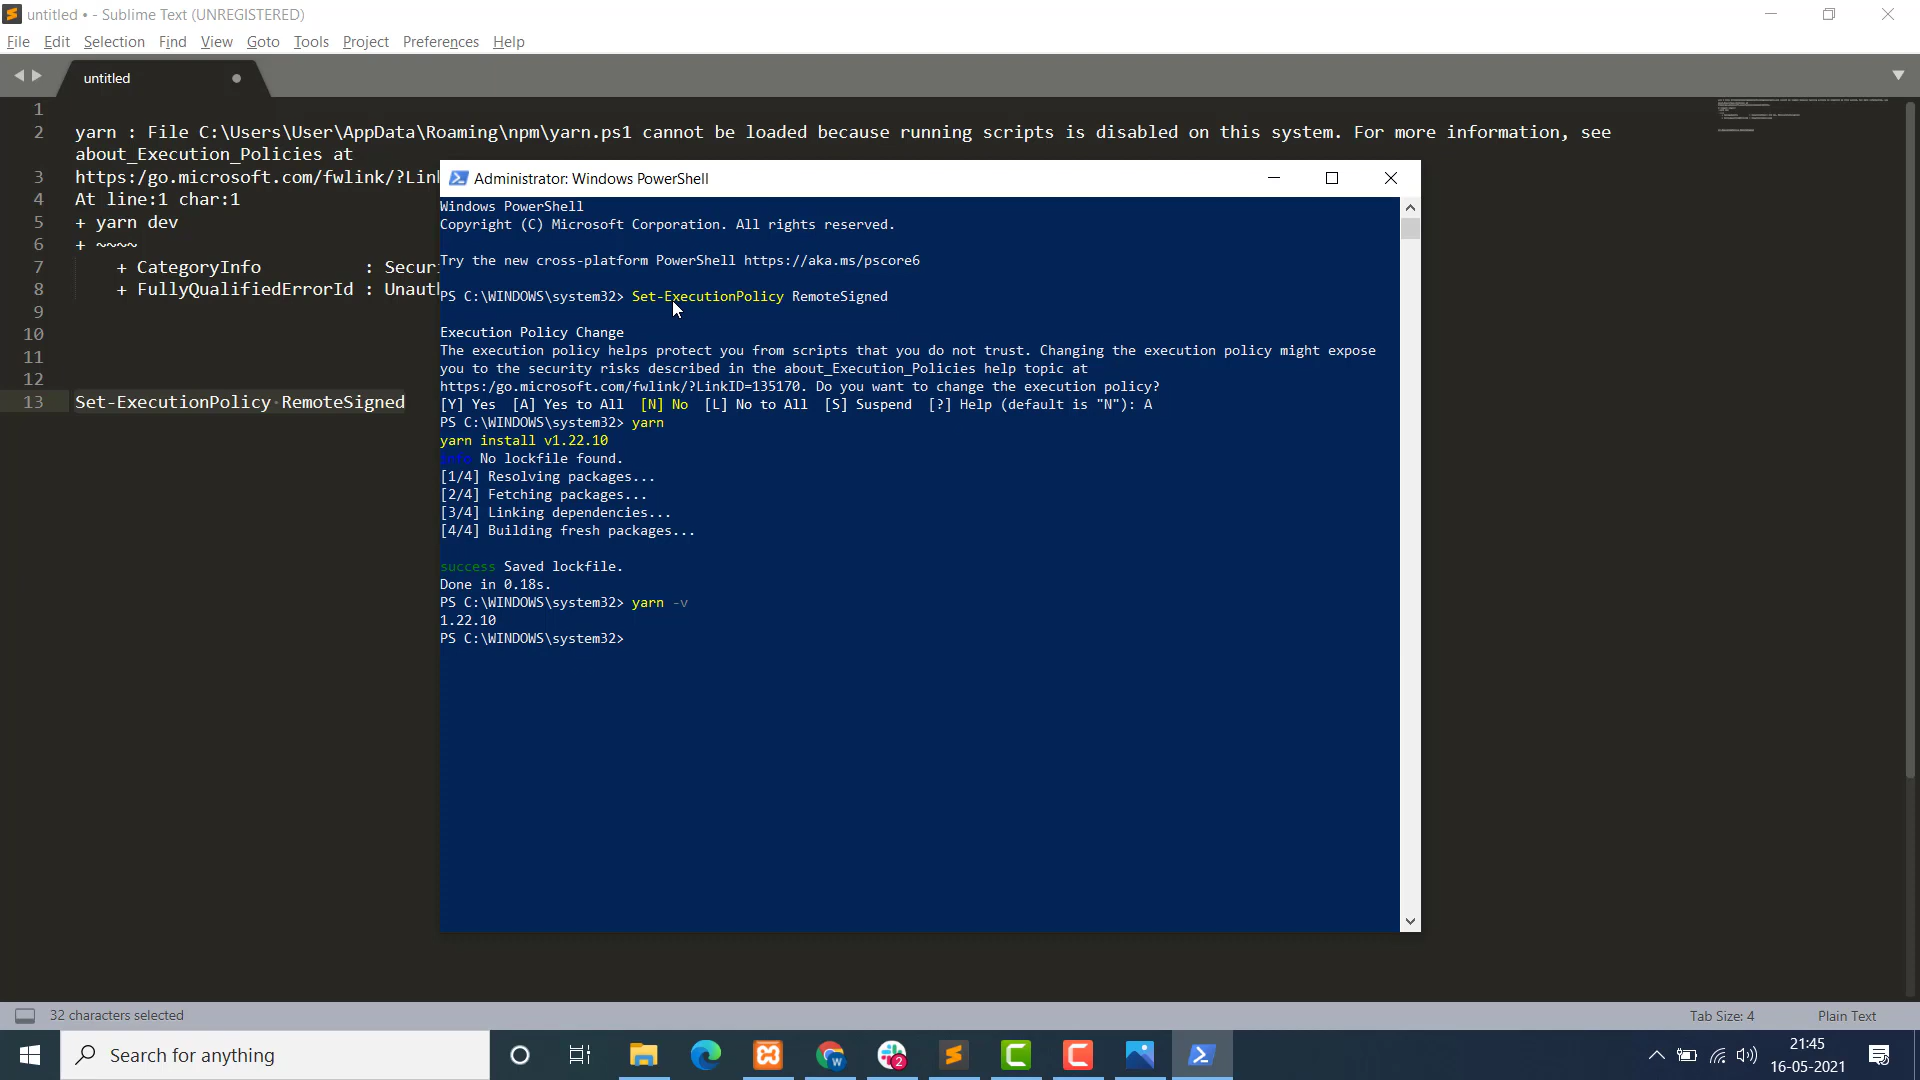 untitled • - Sublime Text (UNREGISTERED)
File Edit Selection Find View Goto Tools Project Preferences Help
untitled
1
2 yarn : File C:\Users\User\AppData\Roaming\npm\yarn.ps1 cannot be loaded because running scripts is disabled on this system. For more information, see
about_Execution_Policies at
3 https:/go.microsoft.com/fwlink/?Lin
4 At line:1 char:1
5 + yarn dev
6 + ~~~~
7 + CategoryInfo : Secur
8 + FullyQualifiedErrorId : Unaut
9
10
11
12
13 Set-ExecutionPolicy RemoteSigned
Administrator: Windows PowerShell
Windows PowerShell
Copyright (C) Microsoft Corporation. All rights reserved.
Try the new cross-platform PowerShell https://aka.ms/pscore6
PS C:\WINDOWS\system32> Set-ExecutionPolicy RemoteSigned
Execution Policy Change
The execution policy helps protect you from scripts that you do not trust. Changing the execution policy might expose
you to the security risks described in the about_Execution_Policies help topic at
https:/go.microsoft.com/fwlink/?LinkID=135170. Do you want to change the execution policy?
[Y] Yes [A] Yes to All [N] No [L] No to All [S] Suspend [?] Help (default is "N"): A
PS C:\WINDOWS\system32> yarn
yarn install v1.22.10
info No lockfile found.
[1/4] Resolving packages...
[2/4] Fetching packages...
[3/4] Linking dependencies...
[4/4] Building fresh packages...
success Saved lockfile.
Done in 0.18s.
PS C:\WINDOWS\system32> yarn -v
1.22.10
PS C:\WINDOWS\system32>
32 characters selected
Tab Size: 4
Plain Text
Search for anything
W
2
21:45
16-05-2021